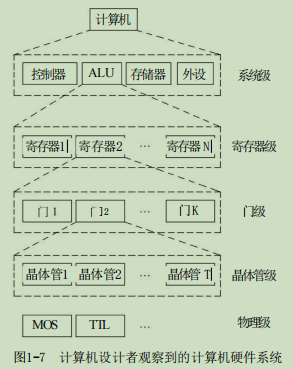 计算机
控制器 ALU 存储器 外设 系统级
寄存器1 寄存器2 … 寄存器N 寄存器级
门1 门2 … 门K 门级
晶体管1 晶体管2 … 晶体管T 晶体管级
MOS TIL … 物理级
图1-7 计算机设计者观察到的计算机硬件系统